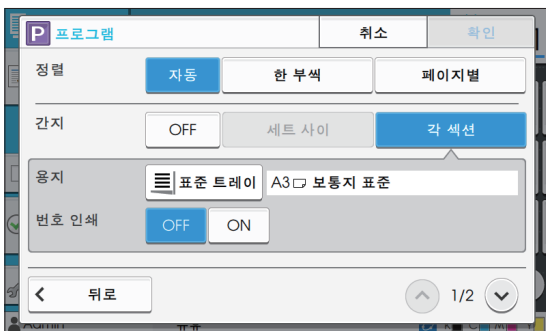 P 프로그램 취소 확인
정렬 자동 한 부씩 페이지별
간지 OFF 세트 사이 각 섹션
용지 표준 트레이 A3 보통지 표준
번호 인쇄 OFF ON
뒤로 1/2
Admin